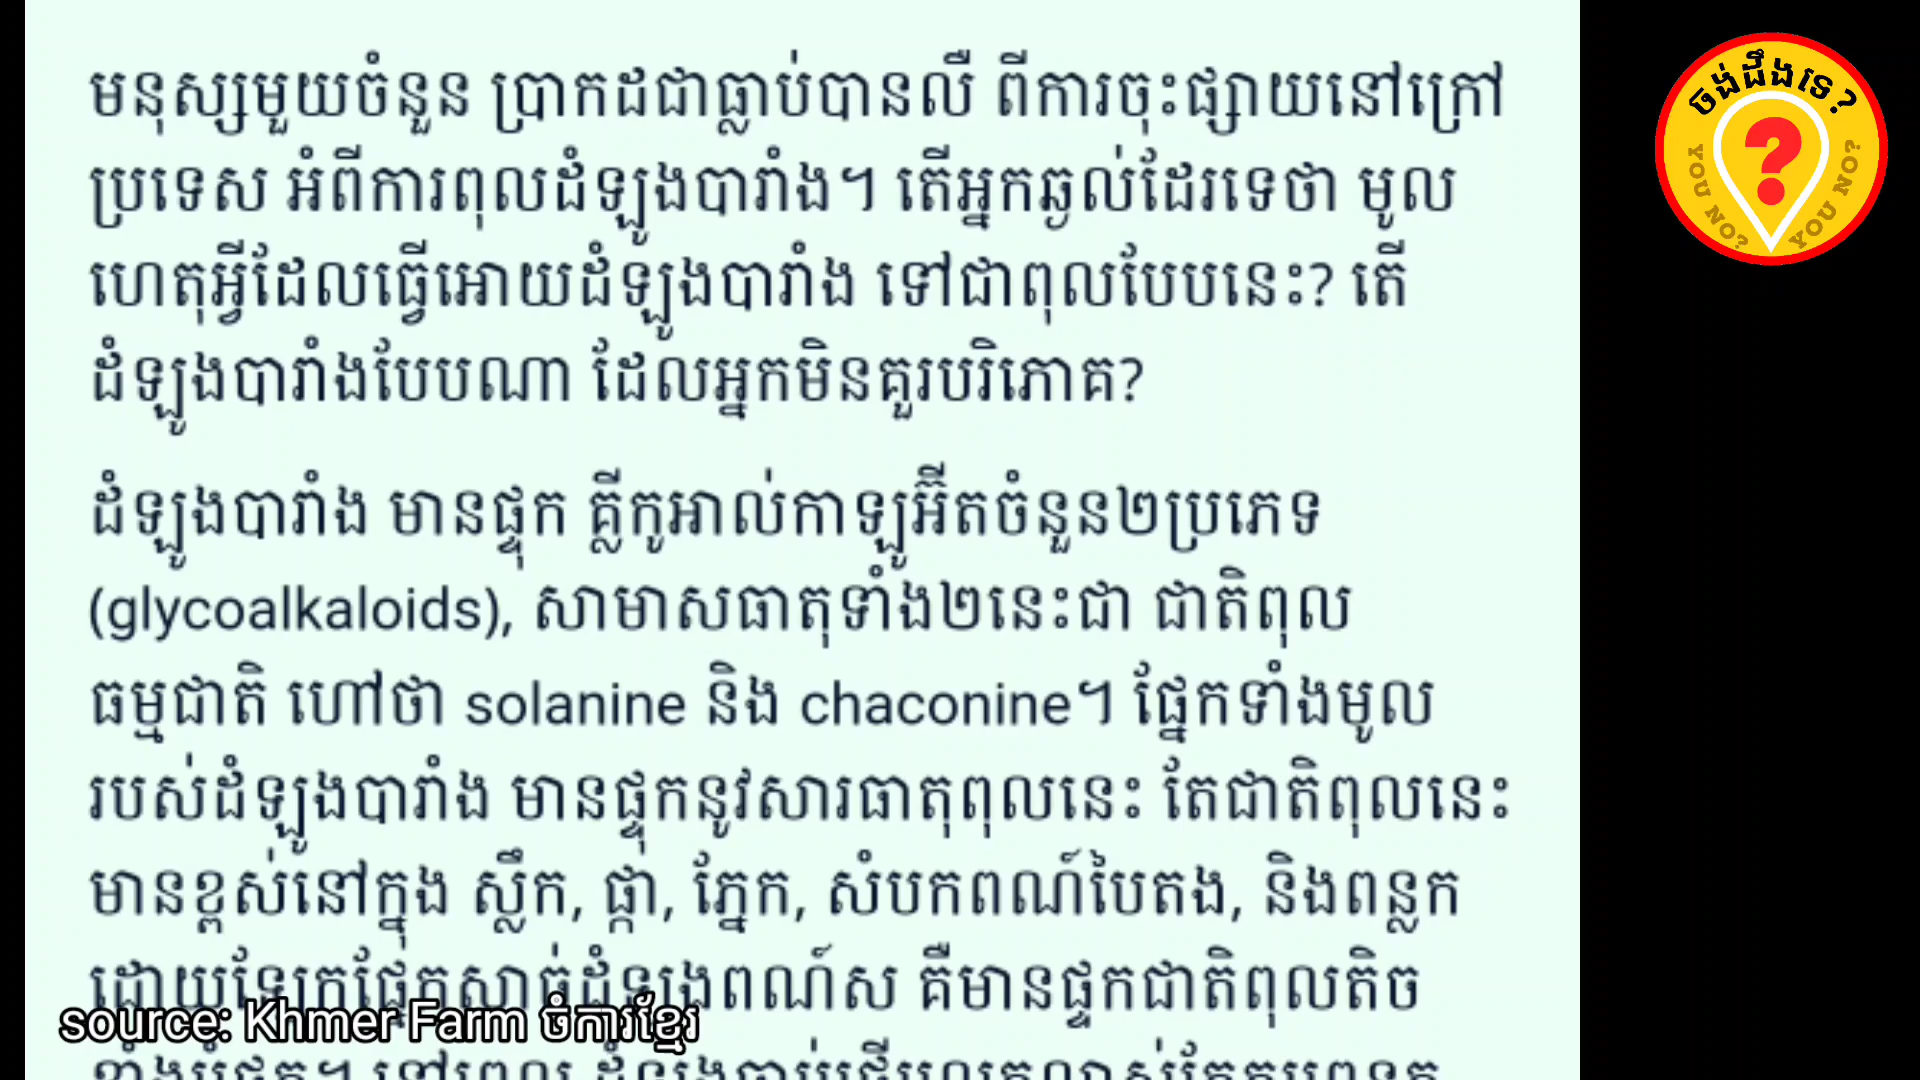 មនុស្សមួយចំនួន ប្រាកដជាធ្លាប់បានលឺ ពីការចុះផ្សាយនៅក្រៅ
ប្រទេស អំពីការពុលដំឡូងបារាំង។ តើអ្នកឆ្ងល់ដែរទេថា មូល
ហេតុអ្វីដែលធ្វើអោយដំឡូងបារាំង ទៅជាពុលបែបនេះ? តើ
ដំឡូងបារាំងបែបណា ដែលអ្នកមិនគួរបរិភោគ?
ដំឡូងបារាំង មានផ្ទុក គ្លីកូអាល់កាឡូអ៊ីតចំនួន២ប្រភេទ
(glycoalkaloids), សាមាសធាតុទាំង២នេះជា ជាតិពុល
ធម្មជាតិ ហៅថា solanine និង chaconine។ ផ្នែកទាំងមូល
របស់ដំឡូងបារាំង មានផ្ទុកនូវសារធាតុពុលនេះ តែជាតិពុលនេះ
មានខ្ពស់នៅក្នុង ស្លឹក, ផ្កា, ភ្នែក, សំបកពណ៍បៃតង, និងពន្លក
ដោយឡែកផ្នែកសាច់ដំឡូងពណ៍ស គឺមានផ្ទុកជាតិពុលតិច
source: Khmer Farm ចំការខ្មែរ
ចង់ដឹងទេ?
YOU NO? YOU NO?